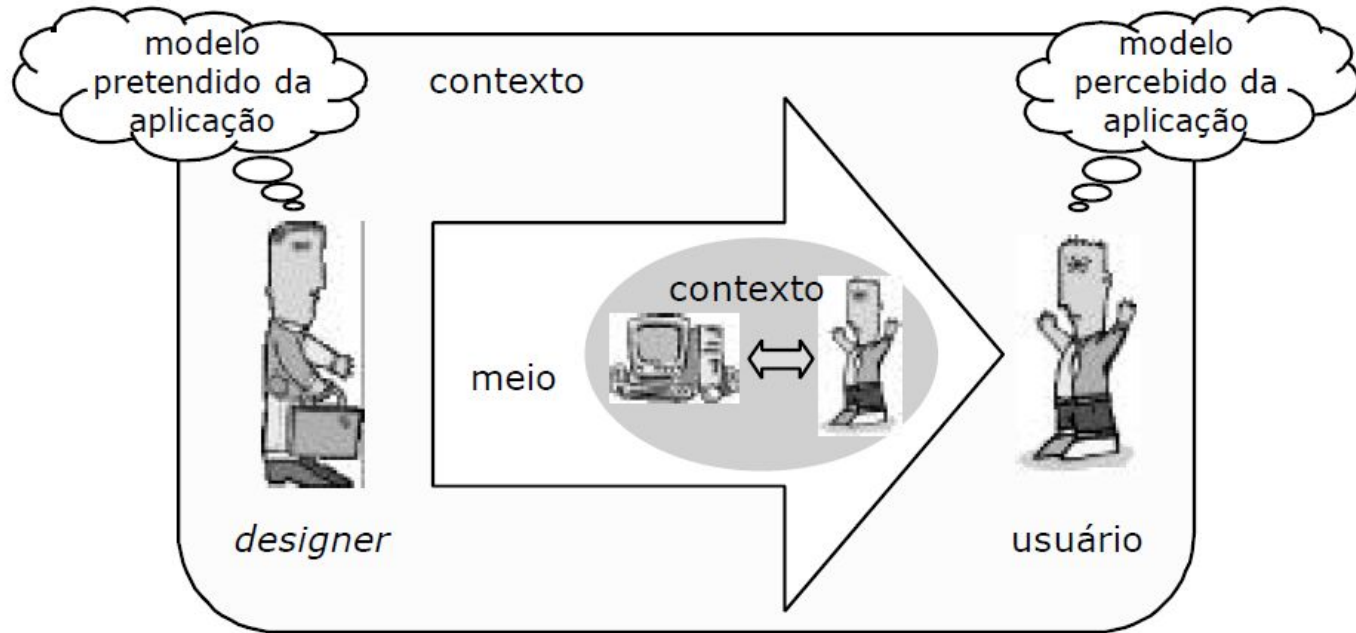 modelo
pretendido da
aplicação
contexto
modelo
percebido da
aplicação
contexto
meio
designer
usuário